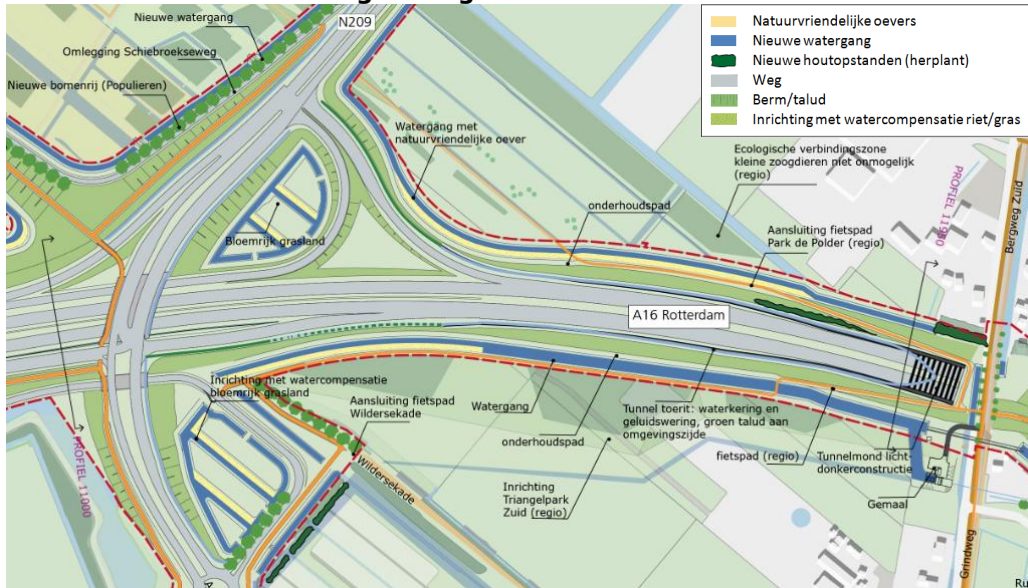 Nieuwe watergang
N209
Omlegging Schiebroekseweg
Nieuwe bomenrij (Populieren)
Natuurvriendelijke oevers
Nieuwe watergang
Nieuwe houtopstanden (herplant)
Weg
Berm/talud
Inrichting met watercompensatie riet/gras
Watergang met
natuurvriendelijke oever
Ecologische verbindingszone
kleine zoogdieren niet onmogelijk
(regio)
PROFIEL 11950
Bergweg Zuid
onderhoudspad
Aansluiting fietspad
Park de Polder (regio)
Bloemrijk grasland
A16 Rotterdam
Inrichting met watercompensatie
bloemrijk grasland
Aansluiting fietspad
Wildersekade
Watergang
Tunnel toerit: waterkering en
geluidswering, groen talud aan
omgevingszijde
onderhoudspad
fietspad (regio)
Tunnelmond licht-
donkerconstructie
Wildersekade
Inrichting
Triangelpark
Zuid (regio)
Gemaal
PROFIEL 11000
Grindweg
Ru